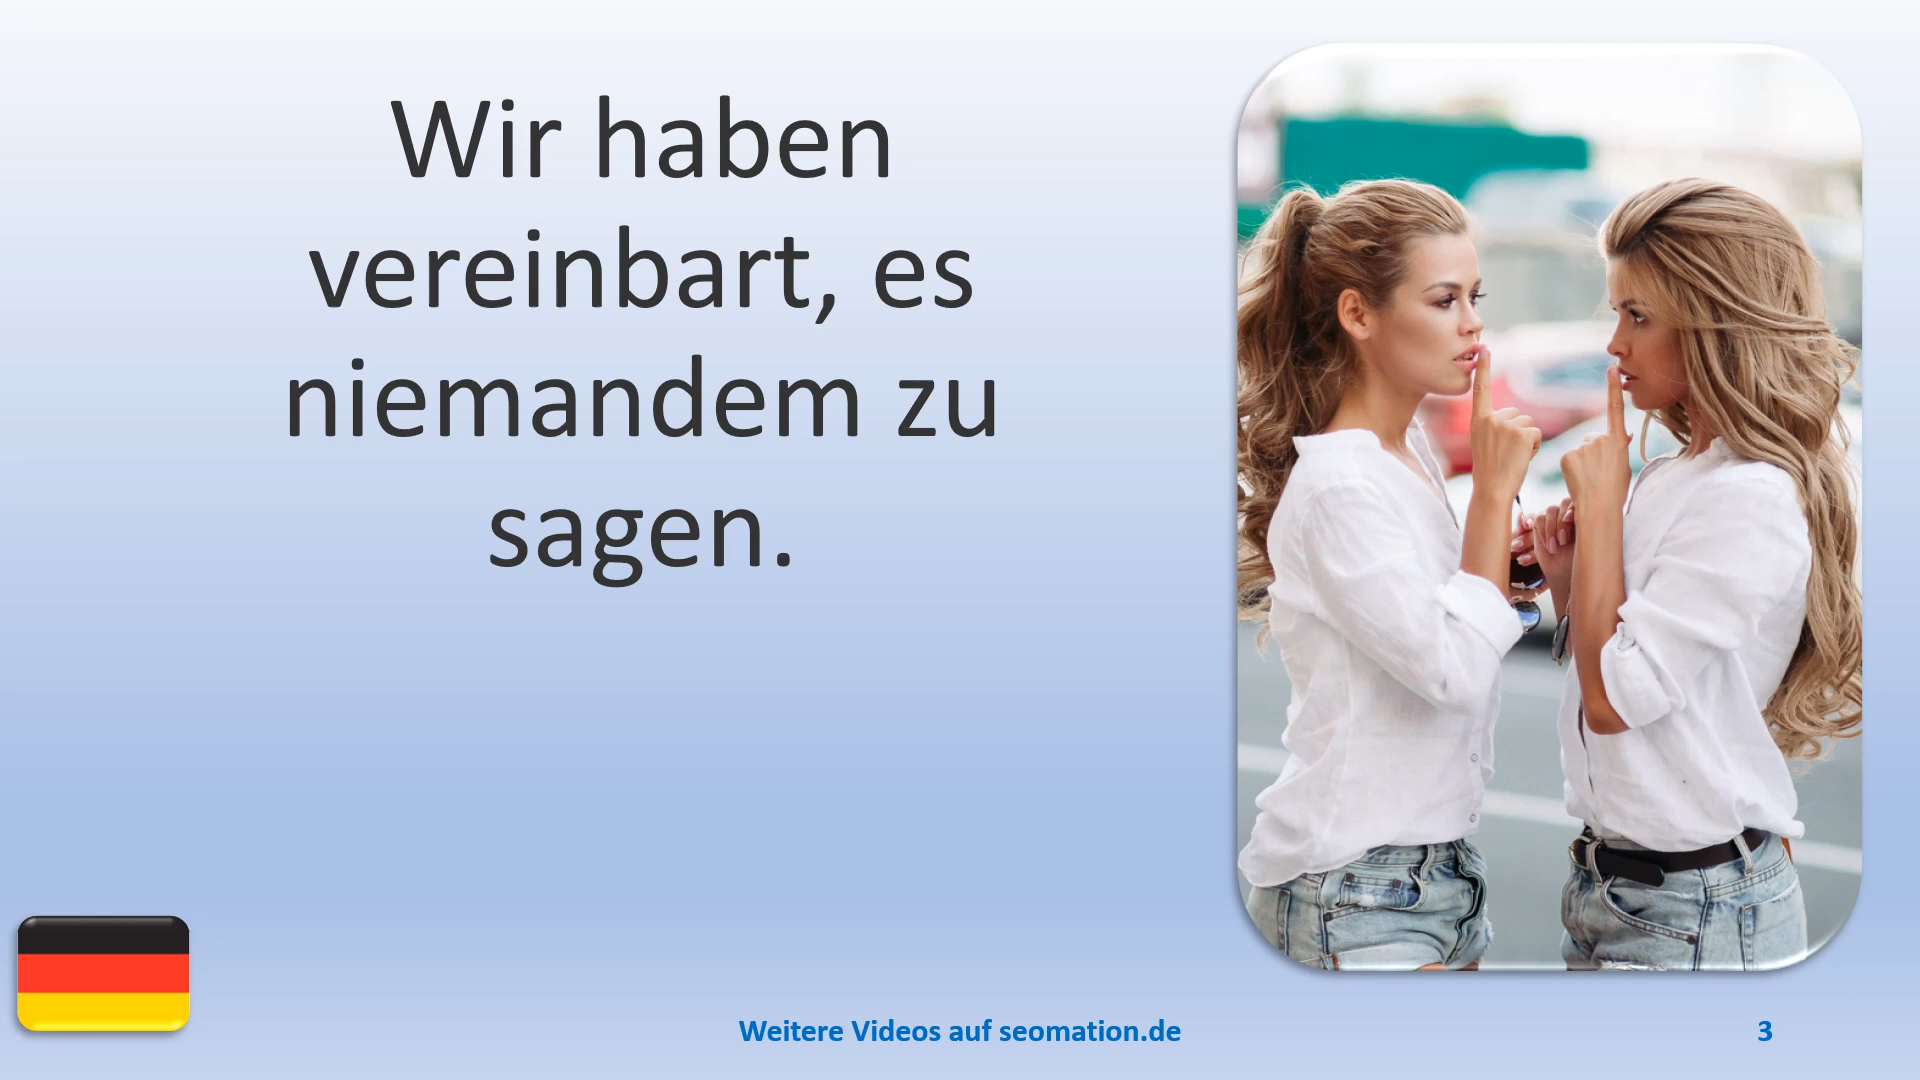 Wir haben
vereinbart, es
niemandem zu
sagen.
Weitere Videos auf seomation.de
3